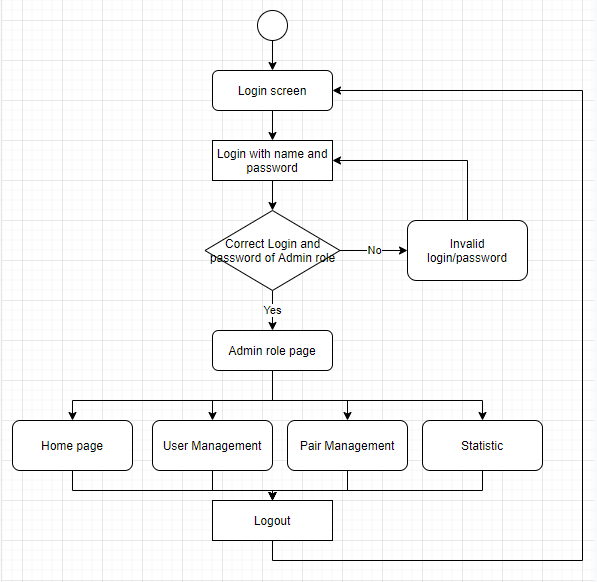 Login screen
Login with name and
password
Correct Login and
password of Admin role
No
Invalid
login/password
Yes
Admin role page
Home page
User Management
Pair Management
Statistic
Logout